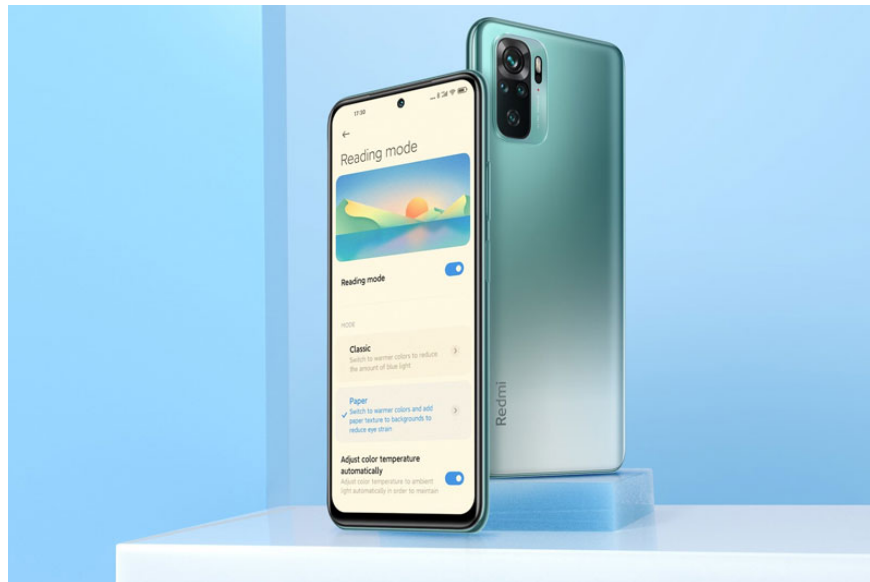 17:30
Reading mode
Reading mode
MODE
Classic
Switch to warmer colors to reduce
the amount of blue light
Paper
Switch to warmer colors and add
paper texture to backgrounds to
reduce eye strain
Adjust color temperature
automatically
Adjust color temperature to ambient
light automatically in order to maintain
Redmi